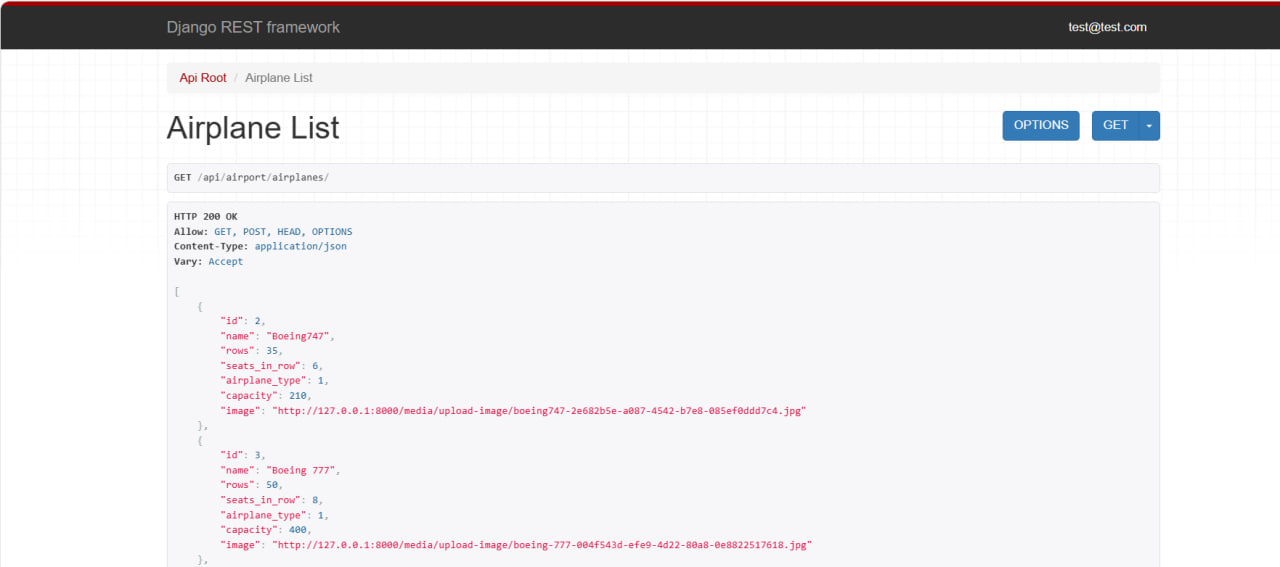 Django REST framework
test@test.com
Api Root / Airplane List
Airplane List
OPTIONS
GET
GET /api/airport/airplanes/
HTTP 200 OK
Allow: GET, POST, HEAD, OPTIONS
Content-Type: application/json
Vary: Accept
[
    {
        "id": 2,
        "name": "Boeing747",
        "rows": 35,
        "seats_in_row": 6,
        "airplane_type": 1,
        "capacity": 210,
        "image": "http://127.0.0.1:8000/media/upload-image/boeing747-2e682b5e-a087-4542-b7e8-085ef0ddd7c4.jpg"
    },
    {
        "id": 3,
        "name": "Boeing 777",
        "rows": 50,
        "seats_in_row": 8,
        "airplane_type": 1,
        "capacity": 400,
        "image": "http://127.0.0.1:8000/media/upload-image/boeing-777-004f543d-efe9-4d22-80a8-0e8822517618.jpg"
    },